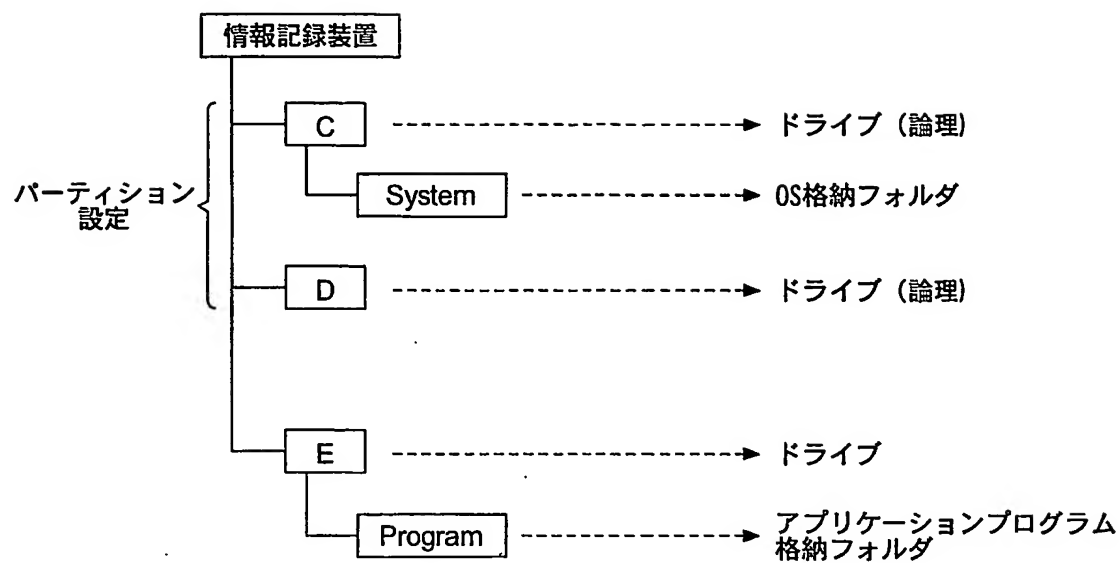 情報記録装置
C
ドライブ（論理）
パーティション
設定
System
OS格納フォルダ
D
ドライブ（論理）
E
ドライブ
Program
アプリケーションプログラム
格納フォルダ